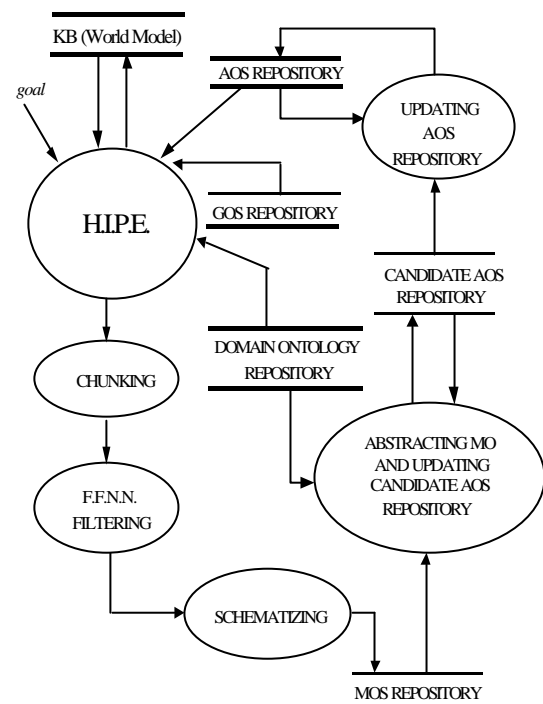 KB (World Model)
goal
AOS REPOSITORY
UPDATING
AOS
REPOSITORY
H.I.P.E.
GOS REPOSITORY
CANDIDATE AOS
REPOSITORY
DOMAIN ONTOLOGY
REPOSITORY
CHUNKING
ABSTRACTING MO
AND UPDATING
CANDIDATE AOS
REPOSITORY
F.F.N.N.
FILTERING
SCHEMATIZING
MOS REPOSITORY